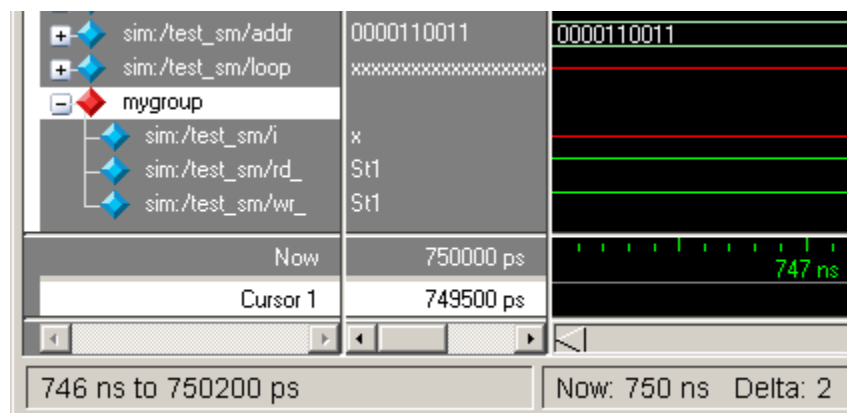 sim:/test_sm/addr 0000110011 0000110011
sim:/test_sm/loop xxxxxxxxxxxxxxxxxxxxxxx
mygroup
sim:/test_sm/i x
sim:/test_sm/rd_ St1
sim:/test_sm/wr_ St1
Now 750000 ps 747 ns
Cursor 1 749500 ps
746 ns to 750200 ps Now: 750 ns Delta: 2